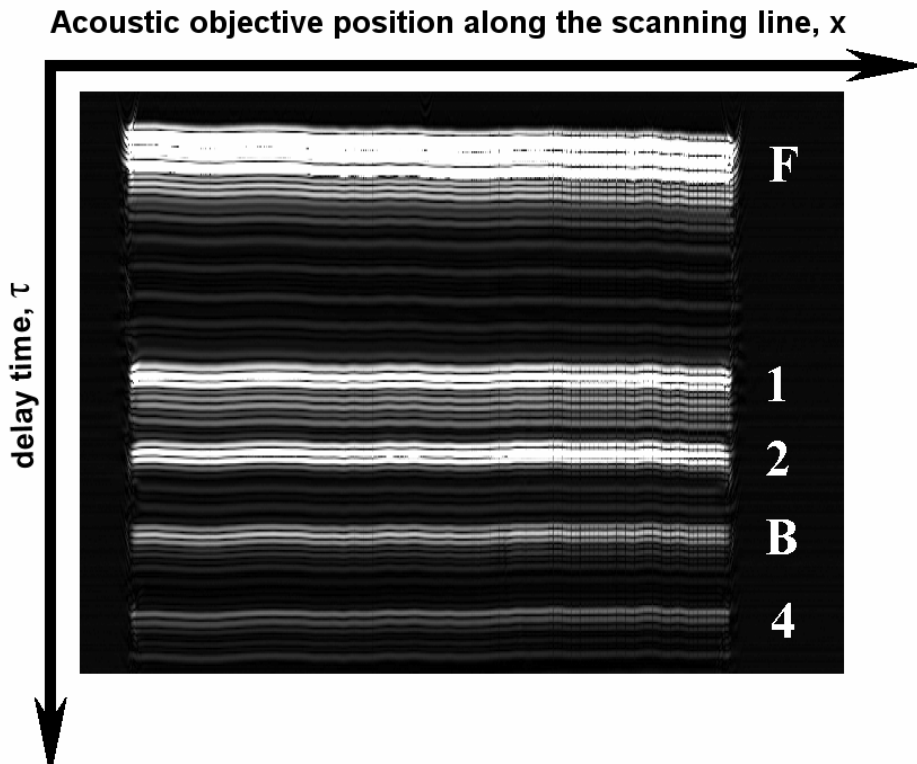 Acoustic objective position along the scanning line, x
delay time, τ
F
1
2
B
4